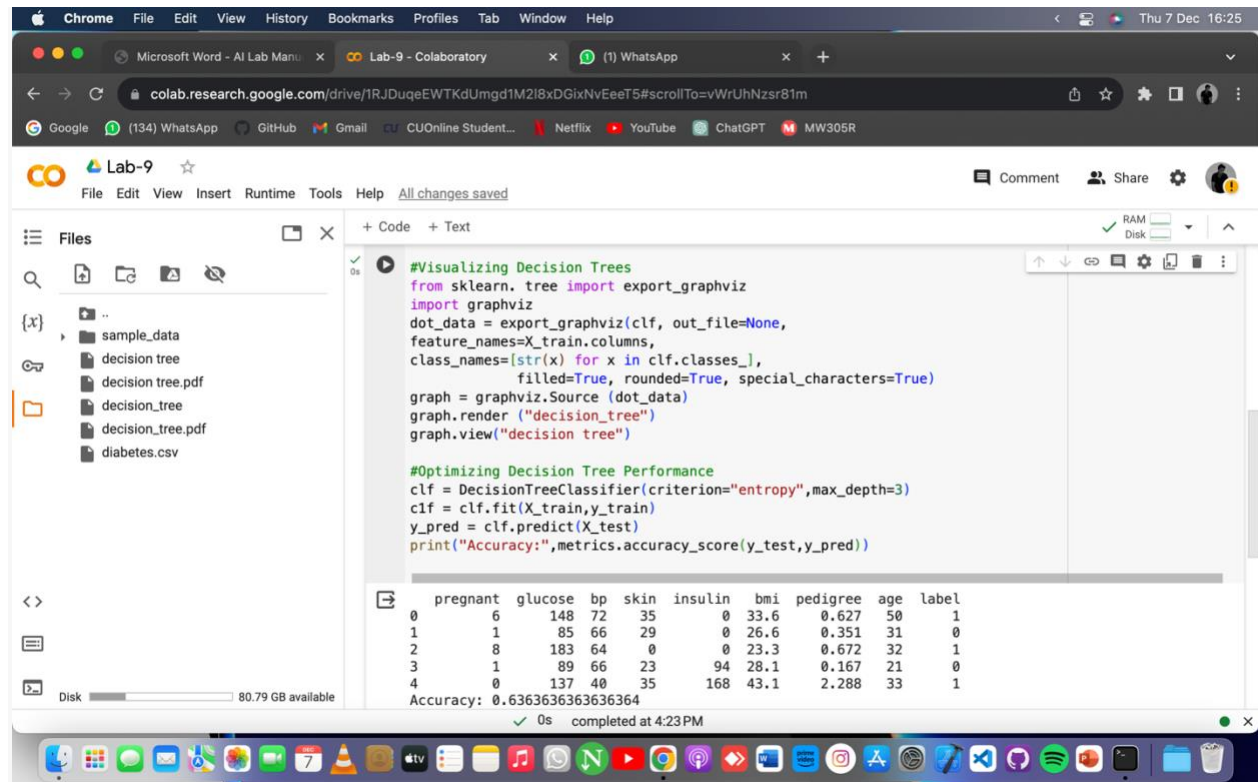 Chrome File Edit View History Bookmarks Profiles Tab Window Help Thu 7 Dec 16:25
Microsoft Word - AI Lab Manu Lab-9 - Colaboratory (1) WhatsApp
colab.research.google.com/drive/1RJDuqeEWTKdUmgd1M2l8xDGixNvEeeT5#scrollTo=vWrUhNzsr81m
Google (134) WhatsApp GitHub Gmail CUOnline Student... Netflix YouTube ChatGPT MW305R
Lab-9
File Edit View Insert Runtime Tools Help All changes saved
Comment Share
Files
+ Code + Text
RAM
Disk
..
sample_data
decision tree
decision tree.pdf
decision_tree
decision_tree.pdf
diabetes.csv
Disk 80.79 GB available
0s
#Visualizing Decision Trees
from sklearn. tree import export_graphviz
import graphviz
dot_data = export_graphviz(clf, out_file=None,
feature_names=X_train.columns,
class_names=[str(x) for x in clf.classes_],
filled=True, rounded=True, special_characters=True)
graph = graphviz.Source (dot_data)
graph.render ("decision_tree")
graph.view("decision tree")
#Optimizing Decision Tree Performance
clf = DecisionTreeClassifier(criterion="entropy",max_depth=3)
c1f = clf.fit(X_train,y_train)
y_pred = clf.predict(X_test)
print("Accuracy:",metrics.accuracy_score(y_test,y_pred))
pregnant glucose bp skin insulin bmi pedigree age label
0 6 148 72 35 0 33.6 0.627 50 1
1 1 85 66 29 0 26.6 0.351 31 0
2 8 183 64 0 0 23.3 0.672 32 1
3 1 89 66 23 94 28.1 0.167 21 0
4 0 137 40 35 168 43.1 2.288 33 1
Accuracy: 0.6363636363636364
0s completed at 4:23 PM
DEC
7
tv